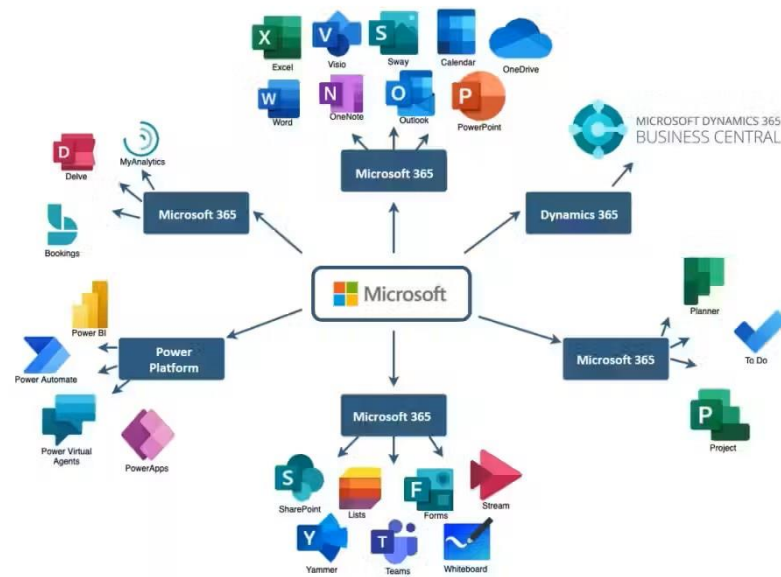 Excel
Visio
Sway
Calendar
OneDrive
Word
OneNote
Outlook
PowerPoint
Microsoft 365
MICROSOFT DYNAMICS 365
BUSINESS CENTRAL
Dynamics 365
MyAnalytics
Delve
Bookings
Microsoft 365
Microsoft
Power BI
Power Automate
Power Virtual
Agents
PowerApps
Power
Platform
Planner
To Do
Project
Microsoft 365
Microsoft 365
SharePoint
Lists
Forms
Stream
Yammer
Teams
Whiteboard
X
V
S
W
N
O
P
D
P
S
F
Y
T